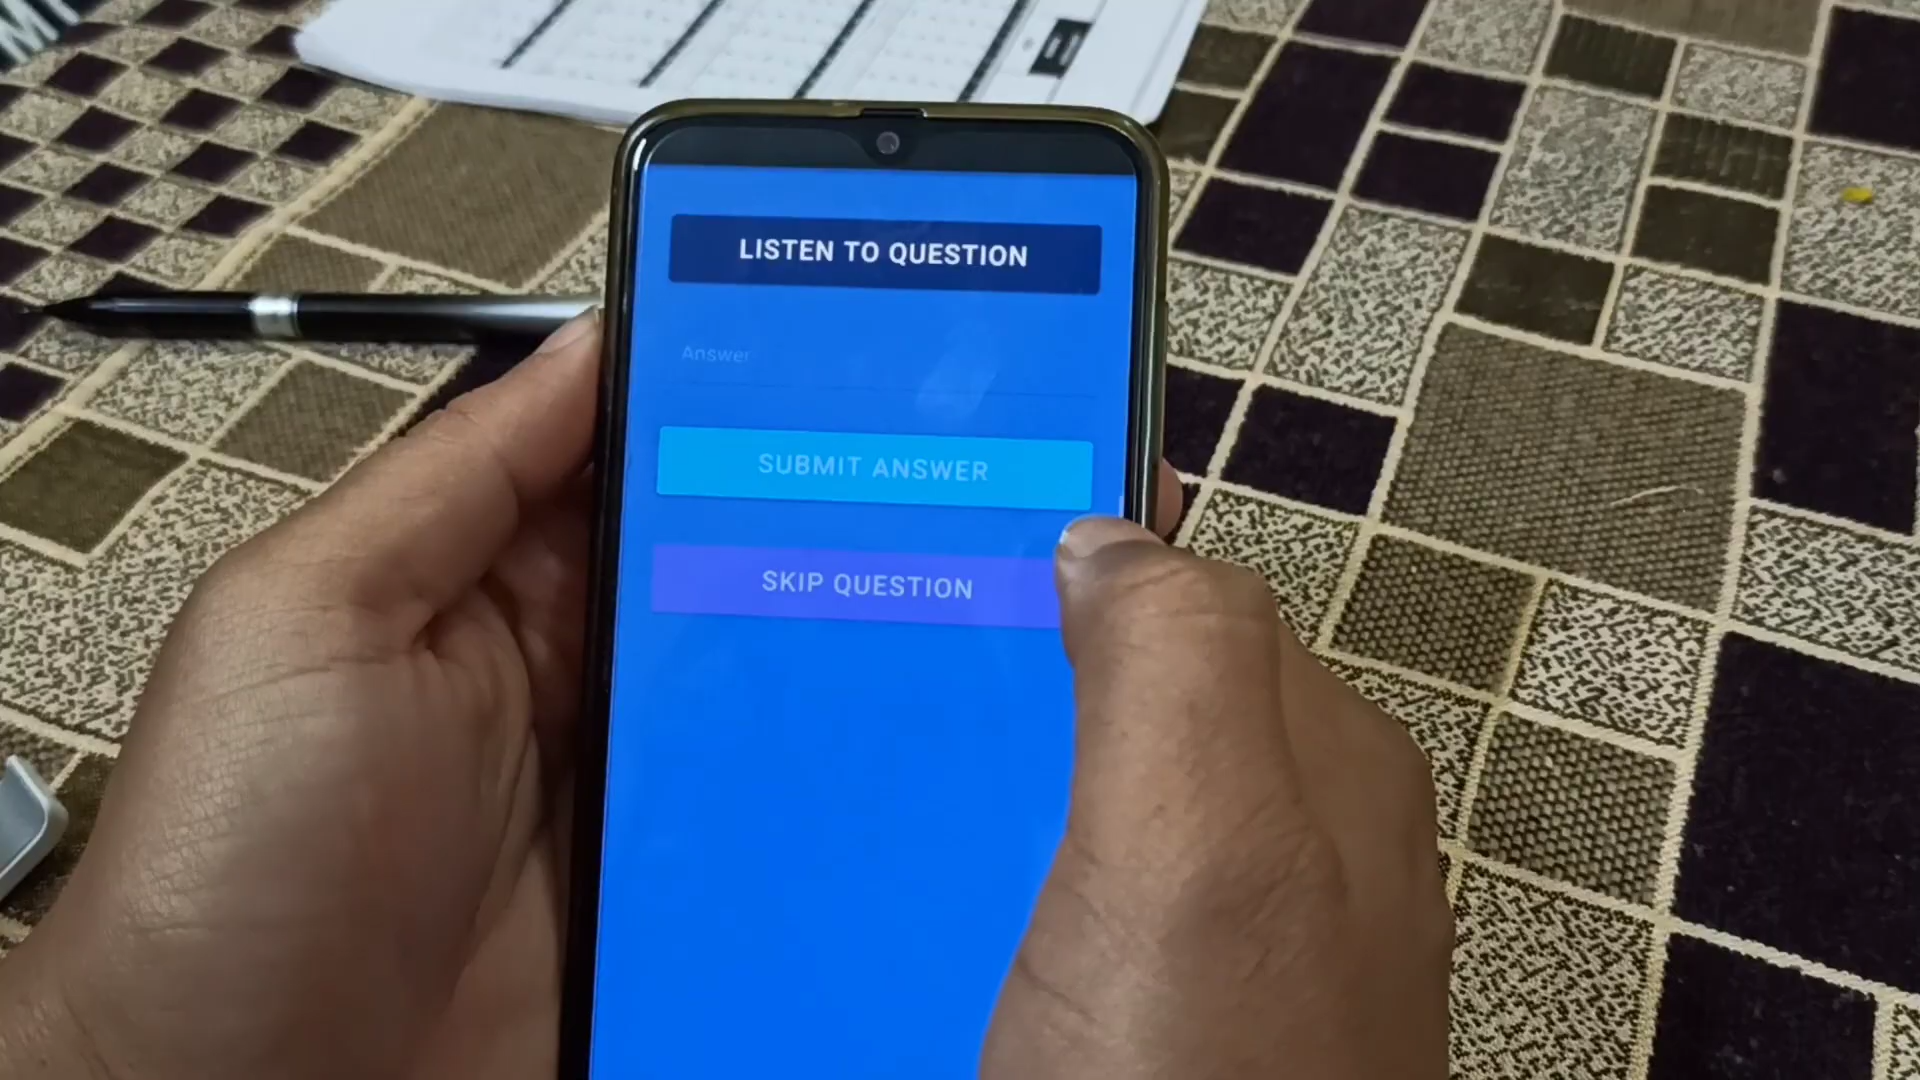 LISTEN TO QUESTION
Answer
SUBMIT ANSWER
SKIP QUESTION